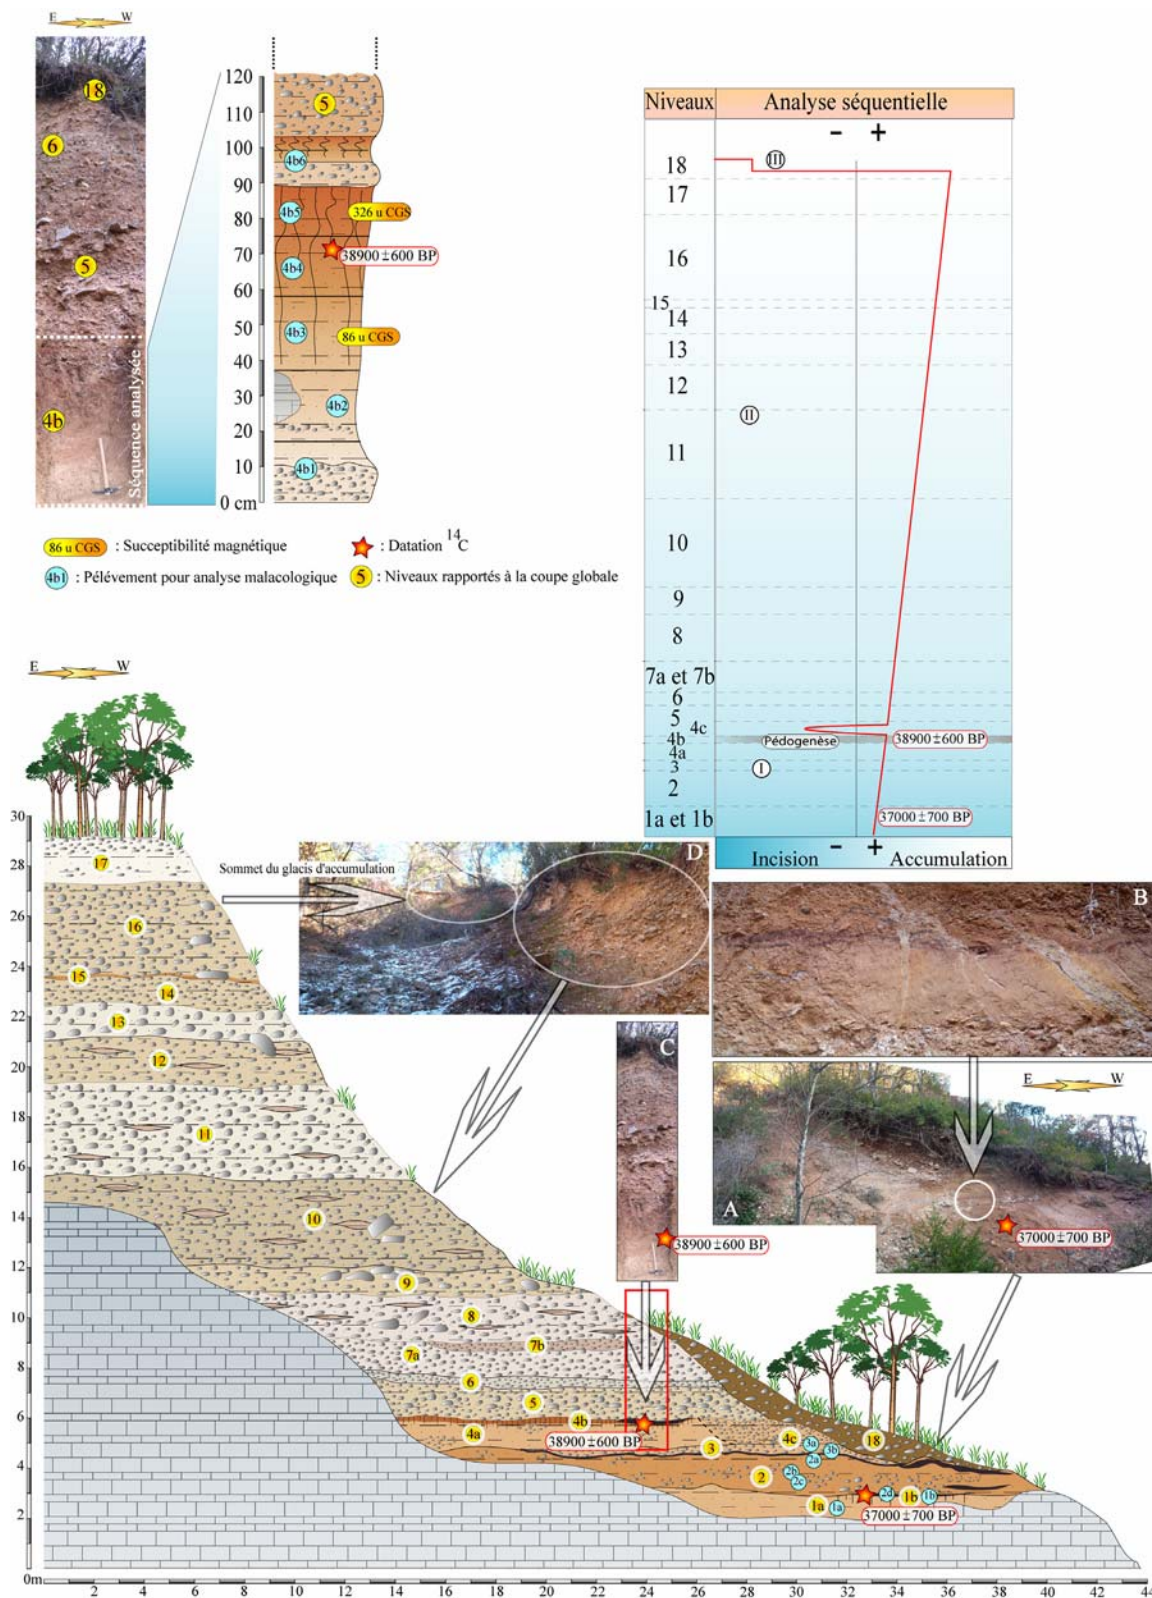 E W
18
6
5
4b
Séquence analysée
120
110
100
90
80
70
60
50
40
30
20
10
0 cm
5
4b6
4b5
326 u CGS
38900±600 BP
4b4
4b3
86 u CGS
4b2
4b1
86 u CGS : Susceptibilité magnétique
: Datation 14C
4b1 : Pélévement pour analyse malacologique
5 : Niveaux rapportés à la coupe globale
Niveaux Analyse séquentielle
- +
18 III
17
16
15
14
13
12
II
11
10
9
8
7a et 7b
6
5
4c
4b Pédogenèse 38900±600 BP
4a
3 I
2
1a et 1b 37000±700 BP
- +
Incision Accumulation
E W
30
28
26
24
22
20
18
16
14
12
10
8
6
4
2
0m
2 4 6 8 10 12 14 16 18 20 22 24 26 28 30 32 34 36 38 40 42 44
17
16
15
14
13
12
11
10
9
8
7b
7a
6
5
4b
4a
38900±600 BP
3
4c
18
3a
3b
2a
2
2b
2c
2d
1b
1b
1a
1a
37000±700 BP
Sommet du glacis d'accumulation
D
B
C
38900±600 BP
E W
A
37000±700 BP